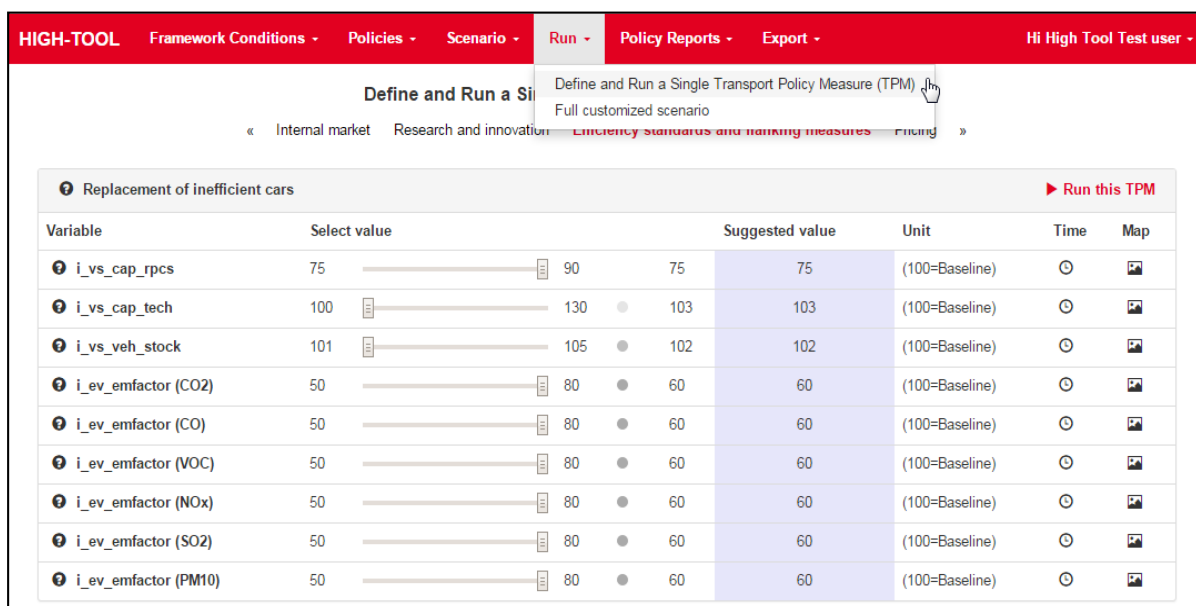 HIGH-TOOL Framework Conditions Policies Scenario Run Policy Reports Export Hi High Tool Test user
Define and Run a Single Transport Policy Measure (TPM)
Full customized scenario
Define and Run a Si
« Internal market Research and innovation Efficiency standards and flanking measures Pricing »
Replacement of inefficient cars Run this TPM
Variable Select value Suggested value Unit Time Map
i_vs_cap_rpcs 75 90 75 75 (100=Baseline)
i_vs_cap_tech 100 130 103 103 (100=Baseline)
i_vs_veh_stock 101 105 102 102 (100=Baseline)
i_ev_emfactor (CO2) 50 80 60 60 (100=Baseline)
i_ev_emfactor (CO) 50 80 60 60 (100=Baseline)
i_ev_emfactor (VOC) 50 80 60 60 (100=Baseline)
i_ev_emfactor (NOx) 50 80 60 60 (100=Baseline)
i_ev_emfactor (SO2) 50 80 60 60 (100=Baseline)
i_ev_emfactor (PM10) 50 80 60 60 (100=Baseline)